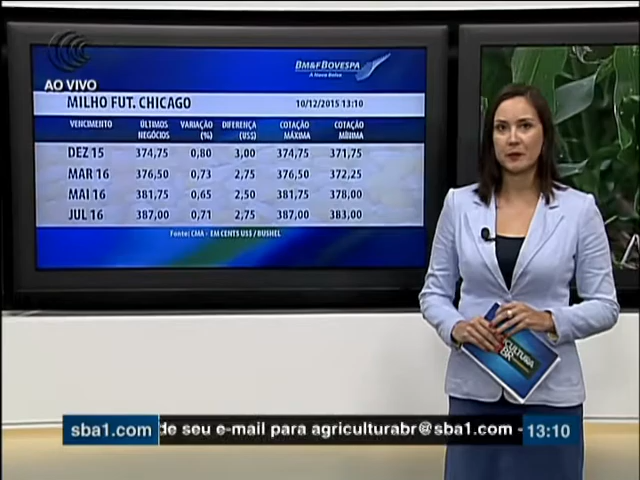 AO VIVO
BM&FBOVESPA
A Nova Bolsa
MILHO FUT. CHICAGO 10/12/2015 13:10
VENCIMENTO ÚLTIMOS NEGÓCIOS VARIAÇÃO (%) DIFERENÇA (US$) COTAÇÃO MÁXIMA COTAÇÃO MÍNIMA
DEZ 15 374,75 0,80 3,00 374,75 371,75
MAR 16 376,50 0,73 2,75 376,50 372,25
MAI 16 381,75 0,65 2,50 381,75 378,00
JUL 16 387,00 0,71 2,75 387,00 383,00
Fonte: CMA - EM CENTS US$ / BUSHEL
sba1.com de seu e-mail para agriculturabr@sba1.com - 13:10